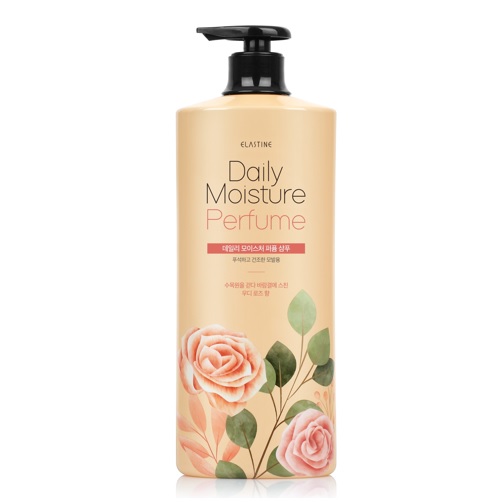 ELASTINE
Daily
Moisture
Perfume
데일리 모이스처 퍼퓸 샴푸
푸석하고 건조한 모발용
수목원을 걷다 바람결에 스친
우디 로즈 향